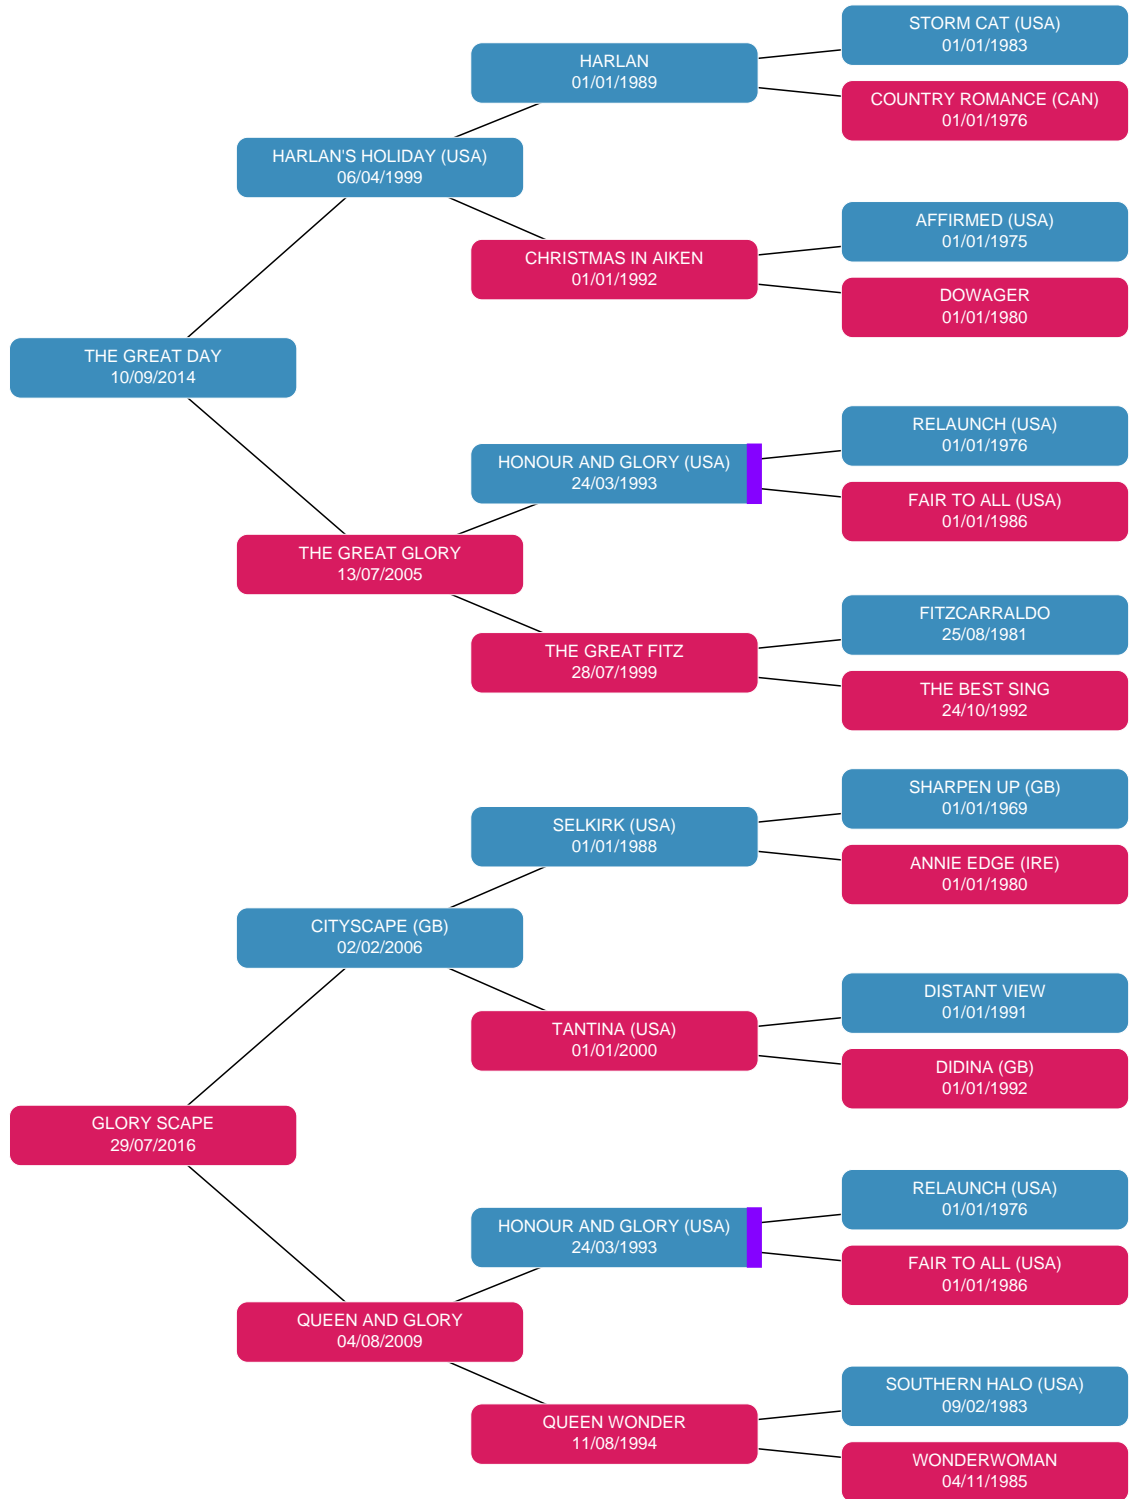 STORM CAT (USA)
01/01/1983
HARLAN
01/01/1989
COUNTRY ROMANCE (CAN)
01/01/1976
HARLAN'S HOLIDAY (USA)
06/04/1999
AFFIRMED (USA)
01/01/1975
CHRISTMAS IN AIKEN
01/01/1992
DOWAGER
01/01/1980
THE GREAT DAY
10/09/2014
RELAUNCH (USA)
01/01/1976
HONOUR AND GLORY (USA)
24/03/1993
FAIR TO ALL (USA)
01/01/1986
THE GREAT GLORY
13/07/2005
FITZCARRALDO
25/08/1981
THE GREAT FITZ
28/07/1999
THE BEST SING
24/10/1992
SHARPEN UP (GB)
01/01/1969
SELKIRK (USA)
01/01/1988
ANNIE EDGE (IRE)
01/01/1980
CITYSCAPE (GB)
02/02/2006
DISTANT VIEW
01/01/1991
TANTINA (USA)
01/01/2000
DIDINA (GB)
01/01/1992
GLORY SCAPE
29/07/2016
RELAUNCH (USA)
01/01/1976
HONOUR AND GLORY (USA)
24/03/1993
FAIR TO ALL (USA)
01/01/1986
QUEEN AND GLORY
04/08/2009
SOUTHERN HALO (USA)
09/02/1983
QUEEN WONDER
11/08/1994
WONDERWOMAN
04/11/1985